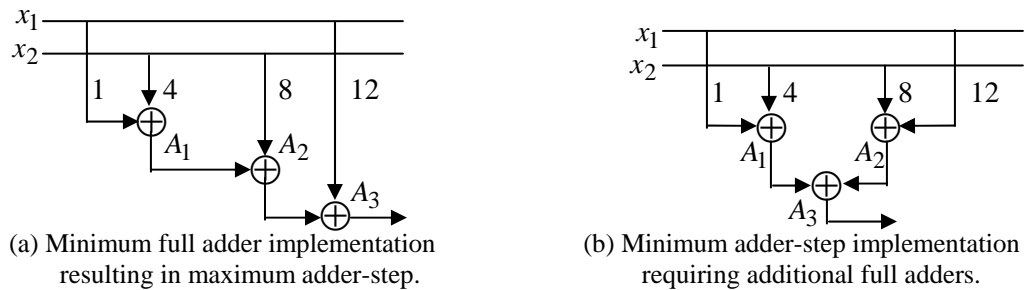 x1
x2
1
4
8
12
A1
A2
A3
(a) Minimum full adder implementation
resulting in maximum adder-step.
x1
x2
1
4
8
12
A1
A2
A3
(b) Minimum adder-step implementation
requiring additional full adders.